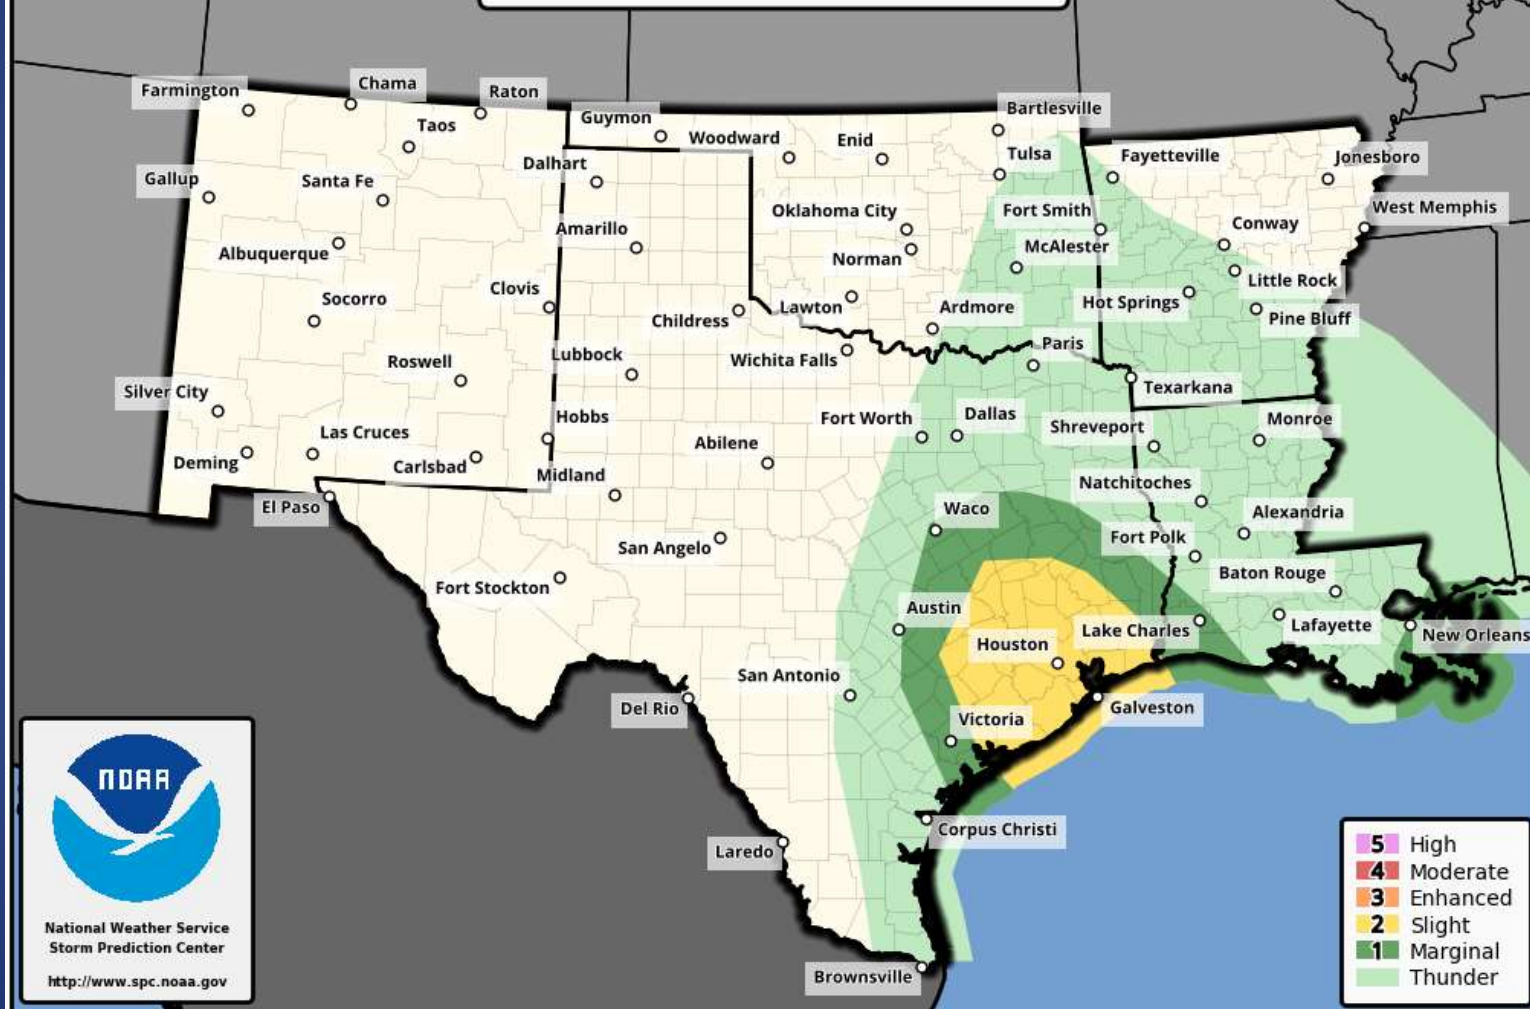 Farmington
Chama
Raton
Taos
Guymon
Woodward
Enid
Bartlesville
Tulsa
Fayetteville
Jonesboro
Gallup
Santa Fe
Dalhart
Oklahoma City
Fort Smith
Conway
West Memphis
Albuquerque
Amarillo
Norman
McAlester
Little Rock
Socorro
Clovis
Childress
Lawton
Ardmore
Hot Springs
Pine Bluff
Roswell
Lubbock
Wichita Falls
Paris
Texarkana
Silver City
Las Cruces
Hobbs
Abilene
Fort Worth
Dallas
Shreveport
Monroe
Deming
Carlsbad
Midland
Natchitoches
El Paso
San Angelo
Waco
Fort Polk
Alexandria
Fort Stockton
Austin
Baton Rouge
Houston
Lake Charles
Lafayette
New Orleans
San Antonio
Del Rio
Victoria
Galveston
Laredo
Corpus Christi
Brownsville
NOAA
National Weather Service
Storm Prediction Center
http://www.spc.noaa.gov
5 High
4 Moderate
3 Enhanced
2 Slight
1 Marginal
Thunder